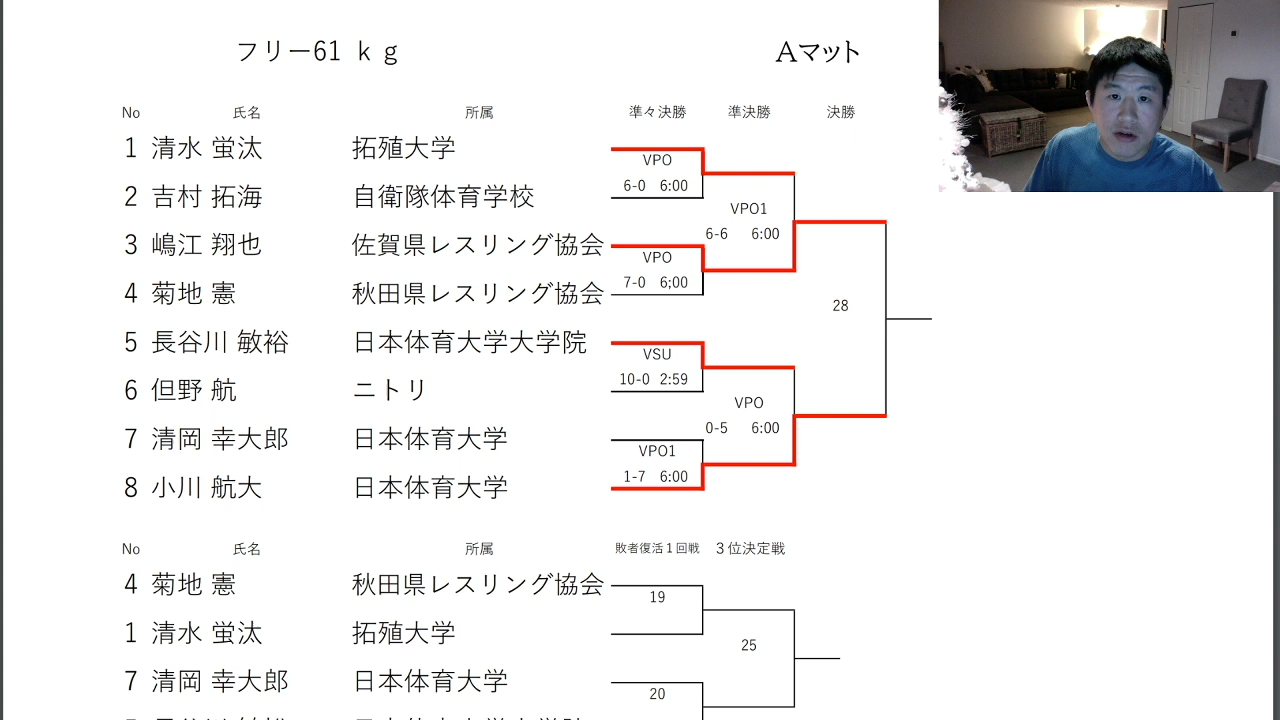 フリー61 ｋｇ Aマット
No 氏名 所属 準々決勝 準決勝 決勝
1 清水 蛍汰 拓殖大学
VPO
6-0 6:00
2 吉村 拓海 自衛隊体育学校
VPO1
6-6 6:00
3 嶋江 翔也 佐賀県レスリング協会
VPO
7-0 6;00
4 菊地 憲 秋田県レスリング協会
28
5 長谷川 敏裕 日本体育大学大学院
VSU
10-0 2:59
6 但野 航 ニトリ
VPO
0-5 6:00
7 清岡 幸大郎 日本体育大学
VPO1
1-7 6:00
8 小川 航大 日本体育大学
No 氏名 所属 敗者復活１回戦 ３位決定戦
4 菊地 憲 秋田県レスリング協会
19
1 清水 蛍汰 拓殖大学
25
7 清岡 幸大郎 日本体育大学
20